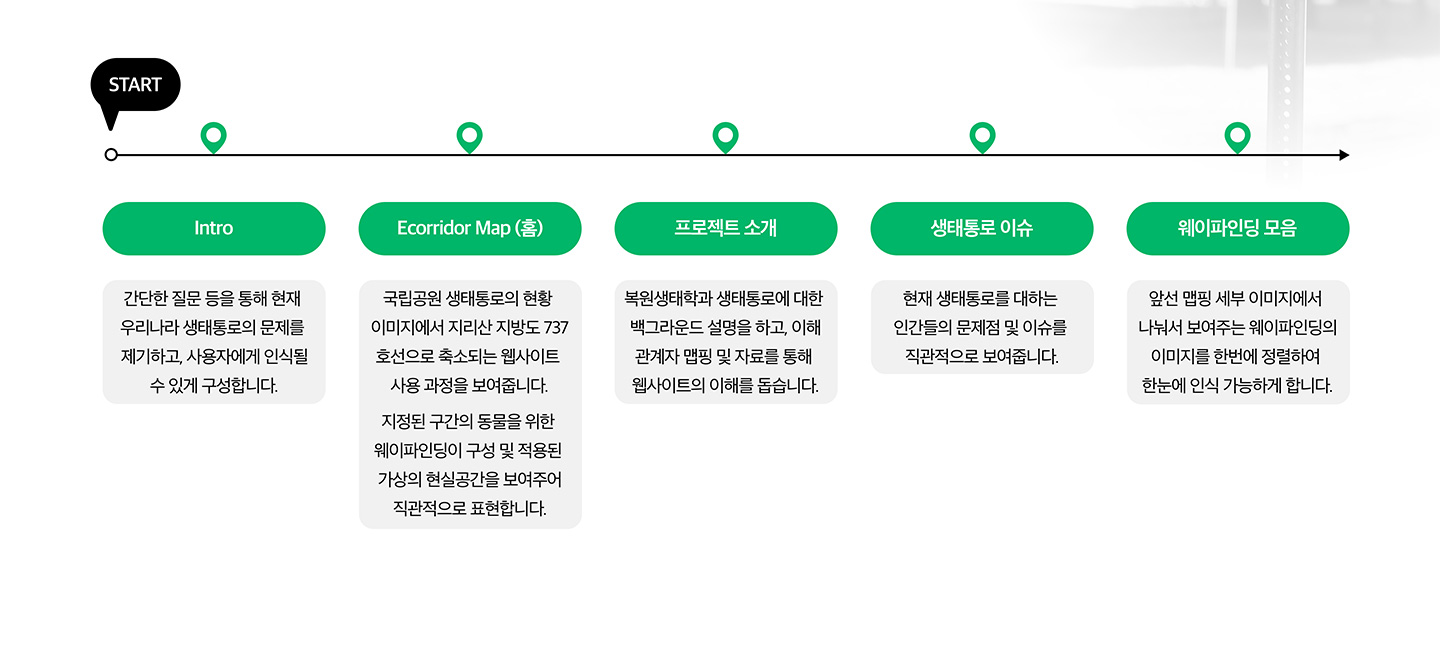 START
Intro
간단한 질문 등을 통해 현재
우리나라 생태통로의 문제를
제기하고, 사용자에게 인식될
수 있게 구성합니다.
Ecorridor Map (홈)
국립공원 생태통로의 현황
이미지에서 지리산 지방도 737
호선으로 축소되는 웹사이트
사용 과정을 보여줍니다.
지정된 구간의 동물을 위한
웨이파인딩이 구성 및 적용된
가상의 현실공간을 보여주어
직관적으로 표현합니다.
프로젝트 소개
복원생태학과 생태통로에 대한
백그라운드 설명을 하고, 이해
관계자 맵핑 및 자료를 통해
웹사이트의 이해를 돕습니다.
생태통로 이슈
현재 생태통로를 대하는
인간들의 문제점 및 이슈를
직관적으로 보여줍니다.
웨이파인딩 모음
앞선 맵핑 세부 이미지에서
나눠서 보여주는 웨이파인딩의
이미지를 한번에 정렬하여
한눈에 인식 가능하게 합니다.